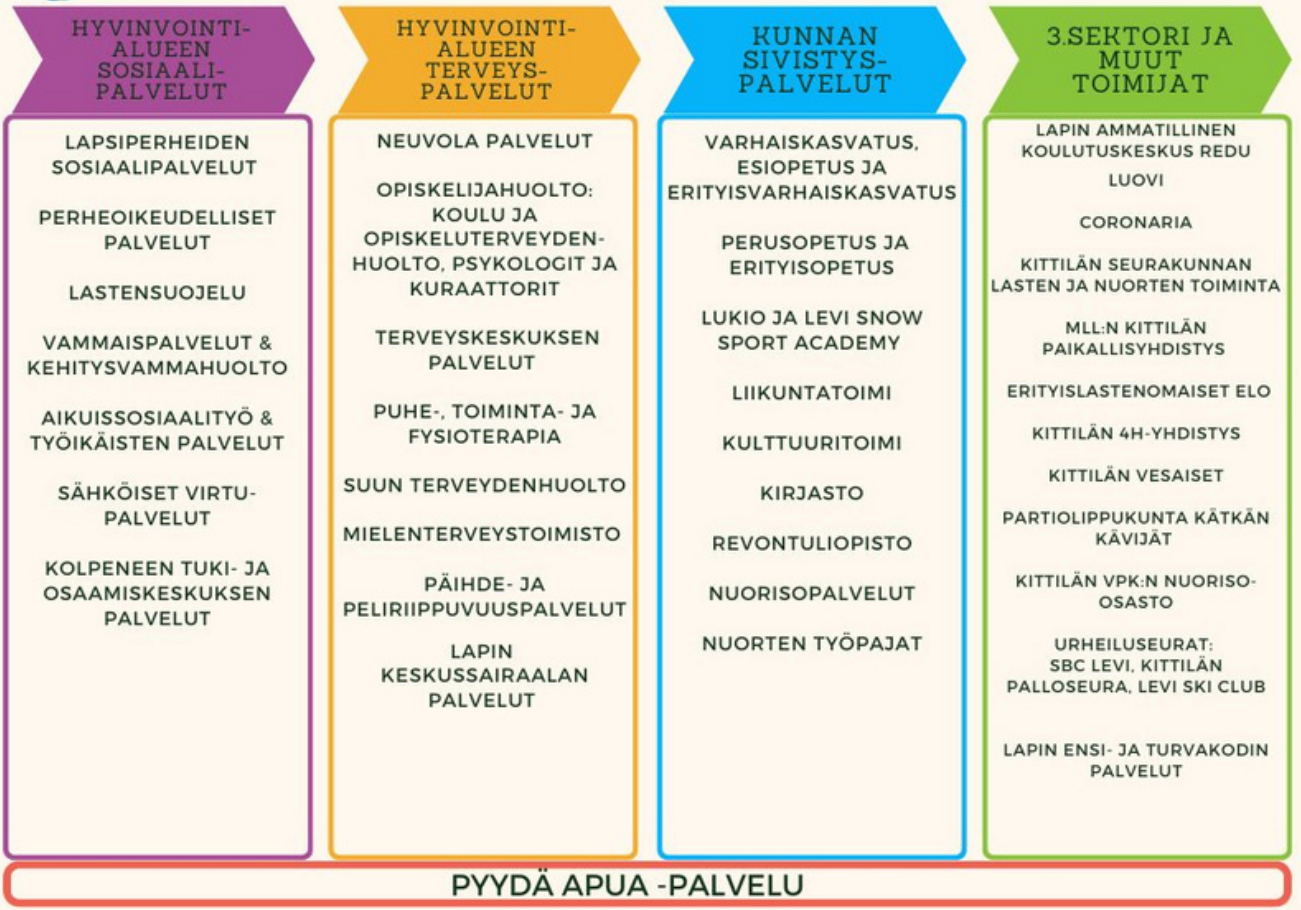 HYVINVOINTI-
ALUEEN
SOSIAALI-
PALVELUT
LAPSIPERHEIDEN
SOSIAALIPALVELUT
PERHEOIKEUDELLISET
PALVELUT
LASTENSUOJELU
VAMMAISPALVELUT &
KEHITYSVAMMAHUOLTO
AIKUISSOSIAALITYÖ &
TYÖIKÄISTEN PALVELUT
SÄHKÖISET VIRTU-
PALVELUT
KOLPENEEN TUKI- JA
OSAAMISKESKUKSEN
PALVELUT
HYVINVOINTI-
ALUEEN
TERVEYS-
PALVELUT
NEUVOLA PALVELUT
OPISKELIJAHUOLTO:
KOULU JA
OPISKELUTERVEYDEN-
HUOLTO, PSYKOLOGIT JA
KURAATTORIT
TERVEYSKESKUKSEN
PALVELUT
PUHE-, TOIMINTA- JA
FYSIOTERAPIA
SUUN TERVEYDENHUOLTO
MIELENTERVEYSTOIMISTO
PÄIHDE- JA
PELIRIIPPUVUUSPALVELUT
LAPIN
KESKUSSAIRAALAN
PALVELUT
KUNNAN
SIVISTYS-
PALVELUT
VARHAISKASVATUS,
ESIOPETUS JA
ERITYISVARHAISKASVATUS
PERUSOPETUS JA
ERITYISOPETUS
LUKIO JA LEVI SNOW
SPORT ACADEMY
LIIKUNTATOIMI
KULTTUURITOIMI
KIRJASTO
REVONTULIOPISTO
NUORISOPALVELUT
NUORTEN TYÖPAJAT
3.SEKTORI JA
MUUT
TOIMIJAT
LAPIN AMMATILLINEN
KOULUTUSKESKUS REDU
LUOVI
CORONARIA
KITTILÄN SEURAKUNNAN
LASTEN JA NUORTEN TOIMINTA
MLL:N KITTILÄN
PAIKALLISYHDISTYS
ERITYISLASTENOMAISET ELO
KITTILÄN 4H-YHDISTYS
KITTILÄN VESAISET
PARTIOLIPPUKUNTA KÄTKÄN
KÄVIJÄT
KITTILÄN VPK:N NUORISO-
OSASTO
URHEILUSEURAT:
SBC LEVI, KITTILÄN
PALLOSEURA, LEVI SKI CLUB
LAPIN ENSI- JA TURVAKODIN
PALVELUT
PYYDÄ APUA -PALVELU